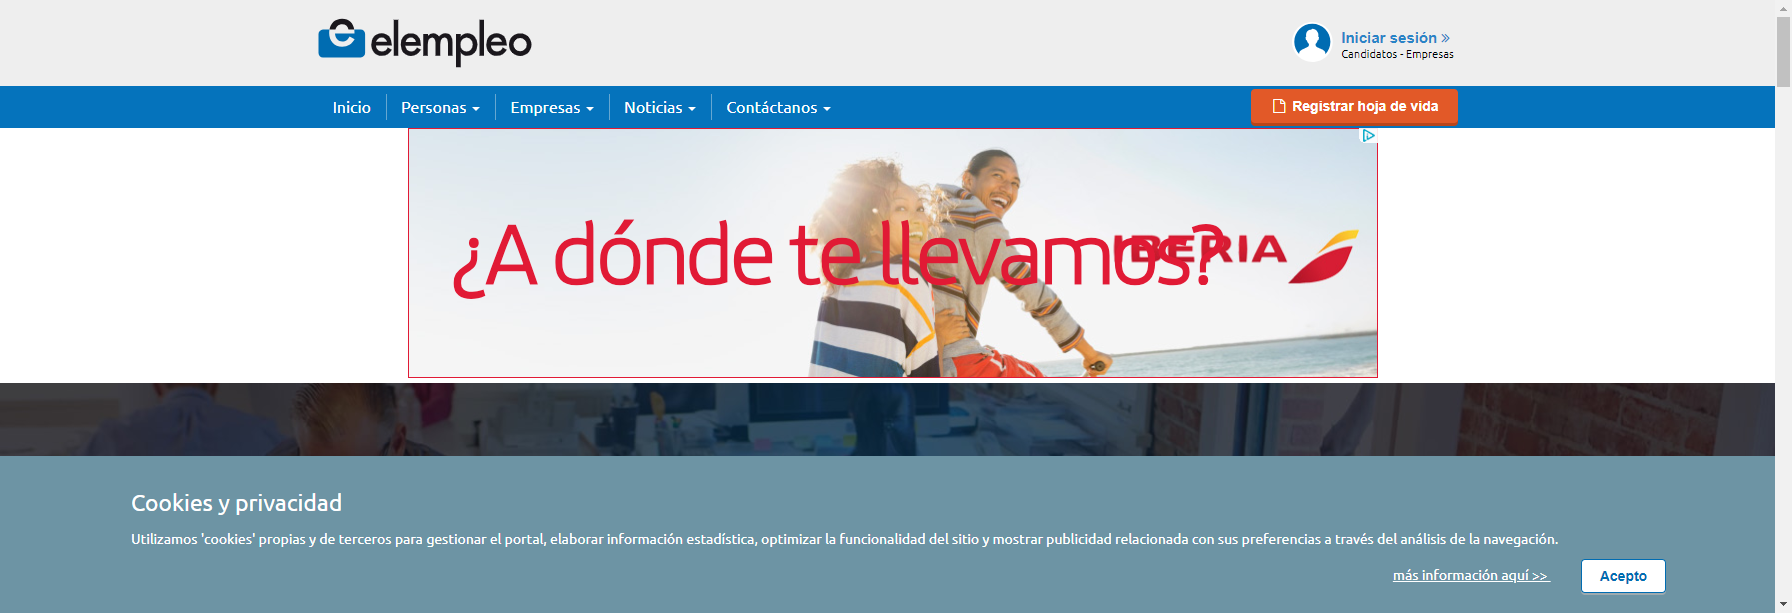 elempleo
Iniciar sesión »
Candidatos - Empresas
Inicio
Personas
Empresas
Noticias
Contáctanos
Registrar hoja de vida
¿A dónde te llevamos?
IBERIA
Cookies y privacidad
Utilizamos 'cookies' propias y de terceros para gestionar el portal, elaborar información estadística, optimizar la funcionalidad del sitio y mostrar publicidad relacionada con sus preferencias a través del análisis de la navegación.
más información aquí >>
Acepto